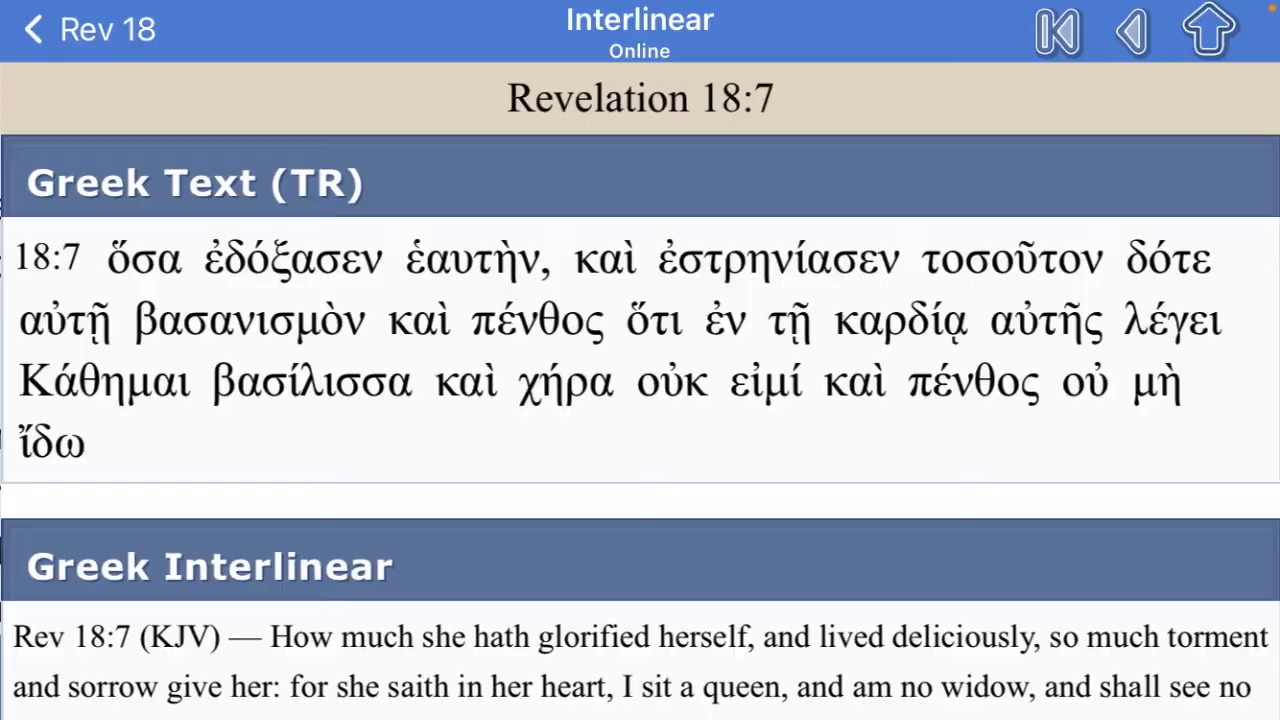 Rev 18
Interlinear
Online
Revelation 18:7
Greek Text (TR)
18:7 ὅσα ἐδόξασεν ἑαυτὴν, καὶ ἐστρηνίασεν τοσοῦτον δότε
αὐτῇ βασανισμὸν καὶ πένθος ὅτι ἐν τῇ καρδίᾳ αὐτῆς λέγει
Κάθημαι βασίλισσα καὶ χήρα οὐκ εἰμί καὶ πένθος οὐ μὴ
ἴδω
Greek Interlinear
Rev 18:7 (KJV) — How much she hath glorified herself, and lived deliciously, so much torment
and sorrow give her: for she saith in her heart, I sit a queen, and am no widow, and shall see no